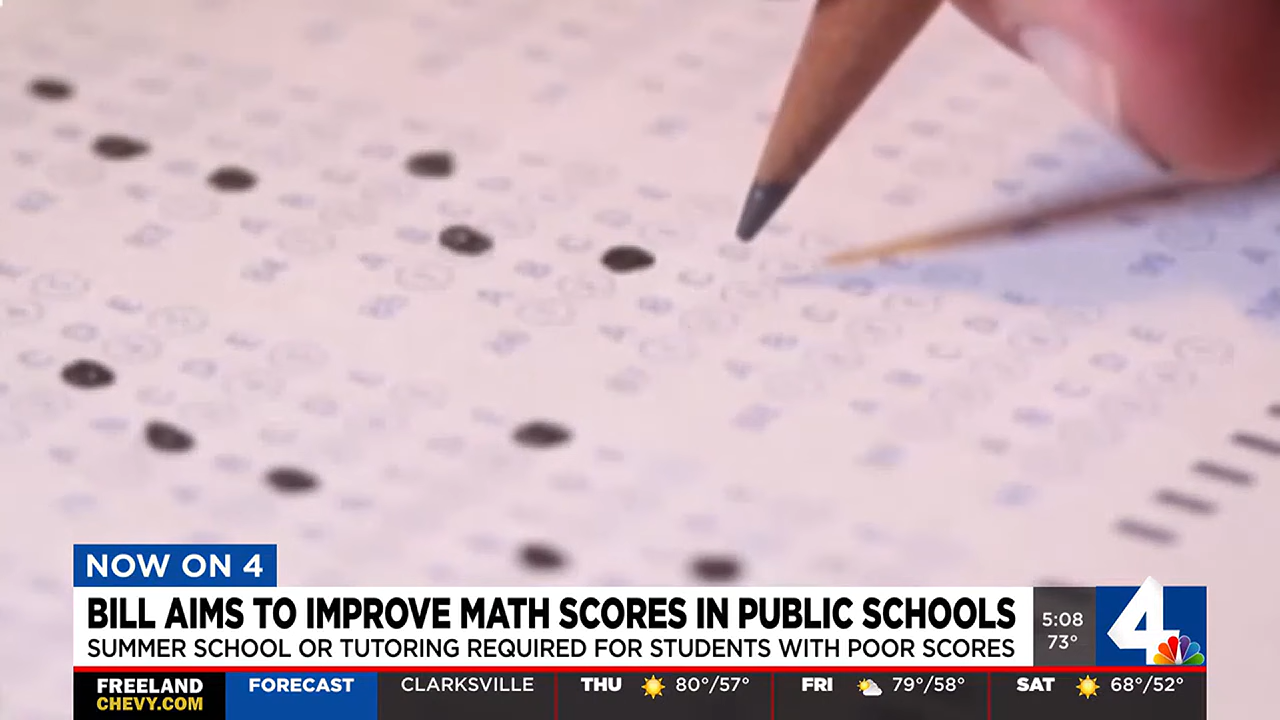 NOW ON 4
BILL AIMS TO IMPROVE MATH SCORES IN PUBLIC SCHOOLS
SUMMER SCHOOL OR TUTORING REQUIRED FOR STUDENTS WITH POOR SCORES
5:08
73°
4
FREELAND
CHEVY.COM
FORECAST
CLARKSVILLE
THU 80°/57°
FRI 79°/58°
SAT 68°/52°